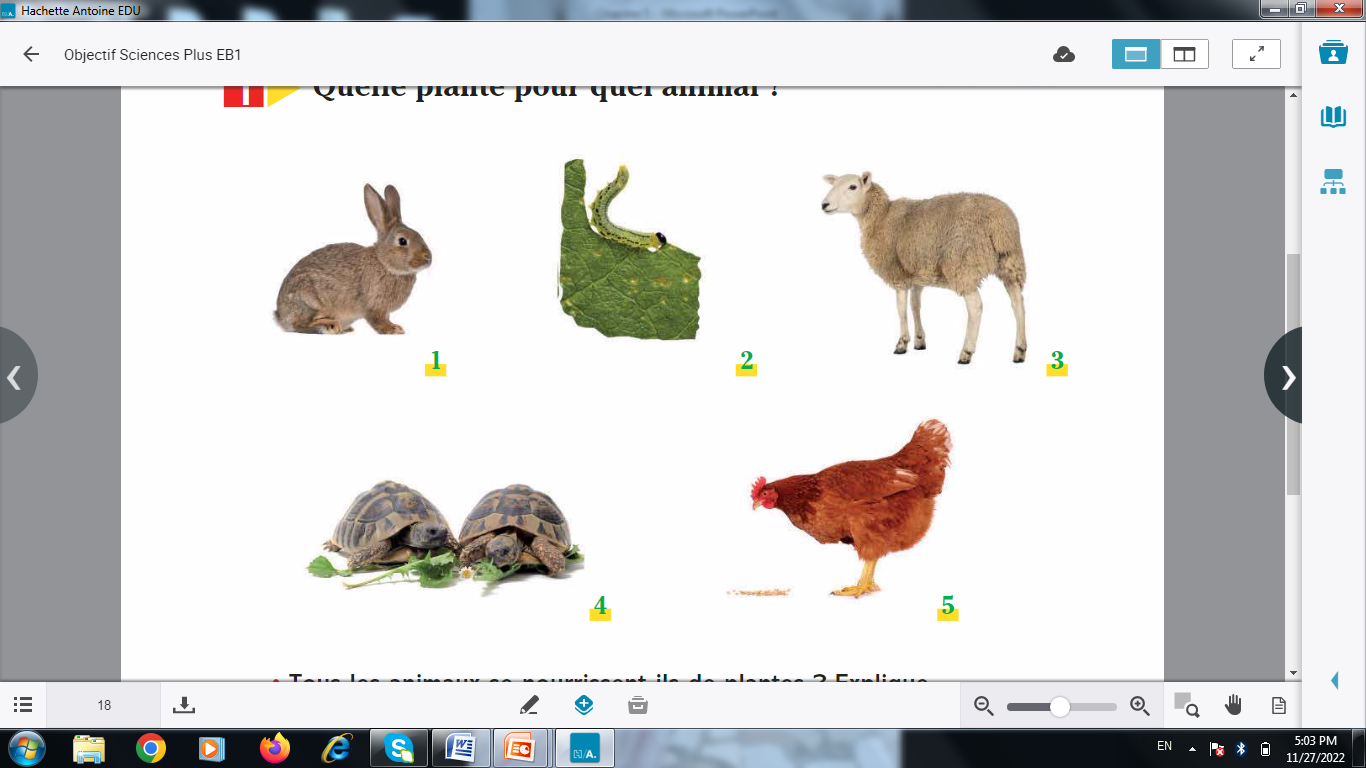 Hachette Antoine EDU
Objectif Sciences Plus EB1
Quelle plante pour quel animal ?
1
2
3
4
5
Tous les animaux se nourrissent-ils de plantes ? Explique
18
EN
5:03 PM
11/27/2022